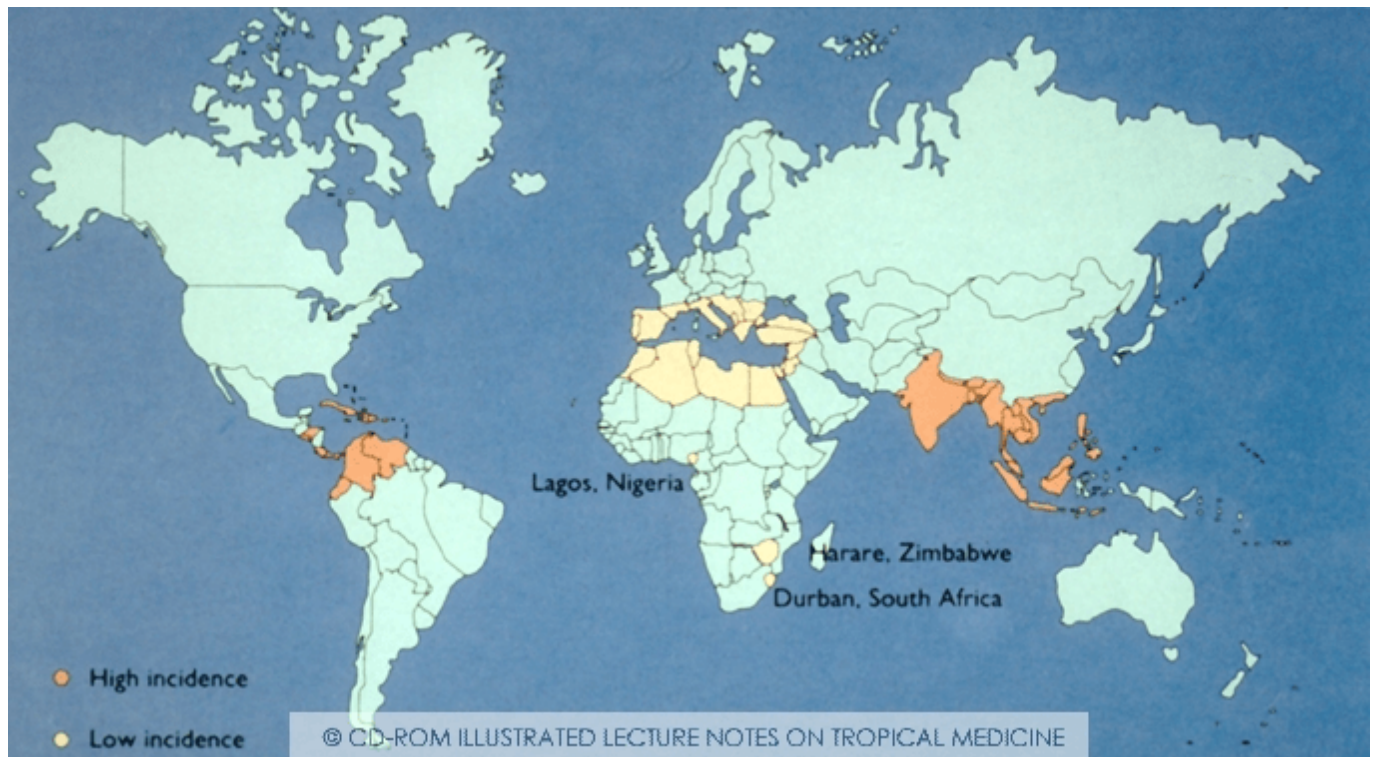 Lagos, Nigeria
Harare, Zimbabwe
Durban, South Africa
High incidence
Low incidence
© CD-ROM ILLUSTRATED LECTURE NOTES ON TROPICAL MEDICINE